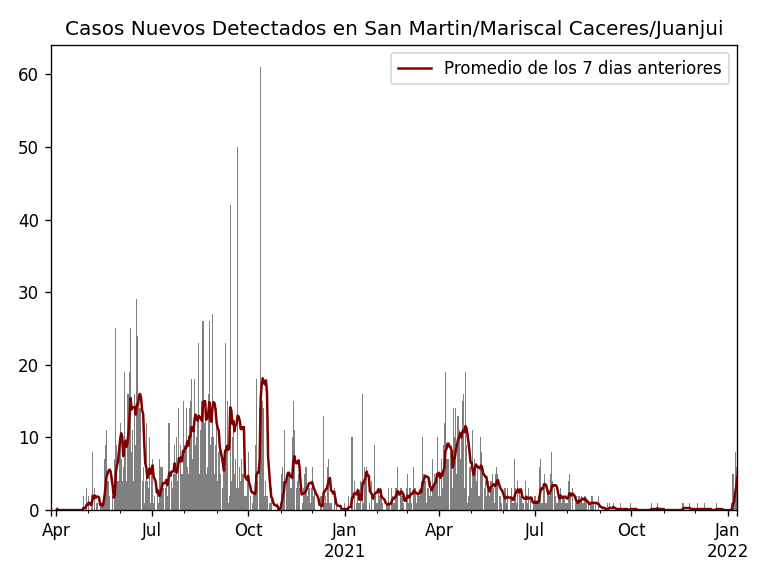 Casos Nuevos Detectados en San Martin/Mariscal Caceres/Juanjui
Promedio de los 7 dias anteriores
60
50
40
30
20
10
0
Apr Jul Oct Jan Apr Jul Oct Jan
2021 2022